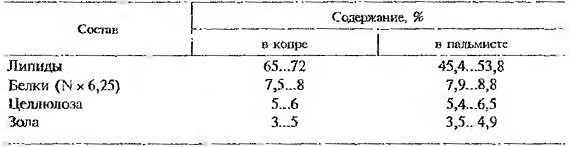 Состав Содержание, %
в копре в пальмисте
Липиды 65...72 45,4...53,8
Белки (N × 6,25) 7,5...8 7,9...8,8
Целлюлоза 5...6 5,4...6,5
Зола 3...5 3,5...4,9